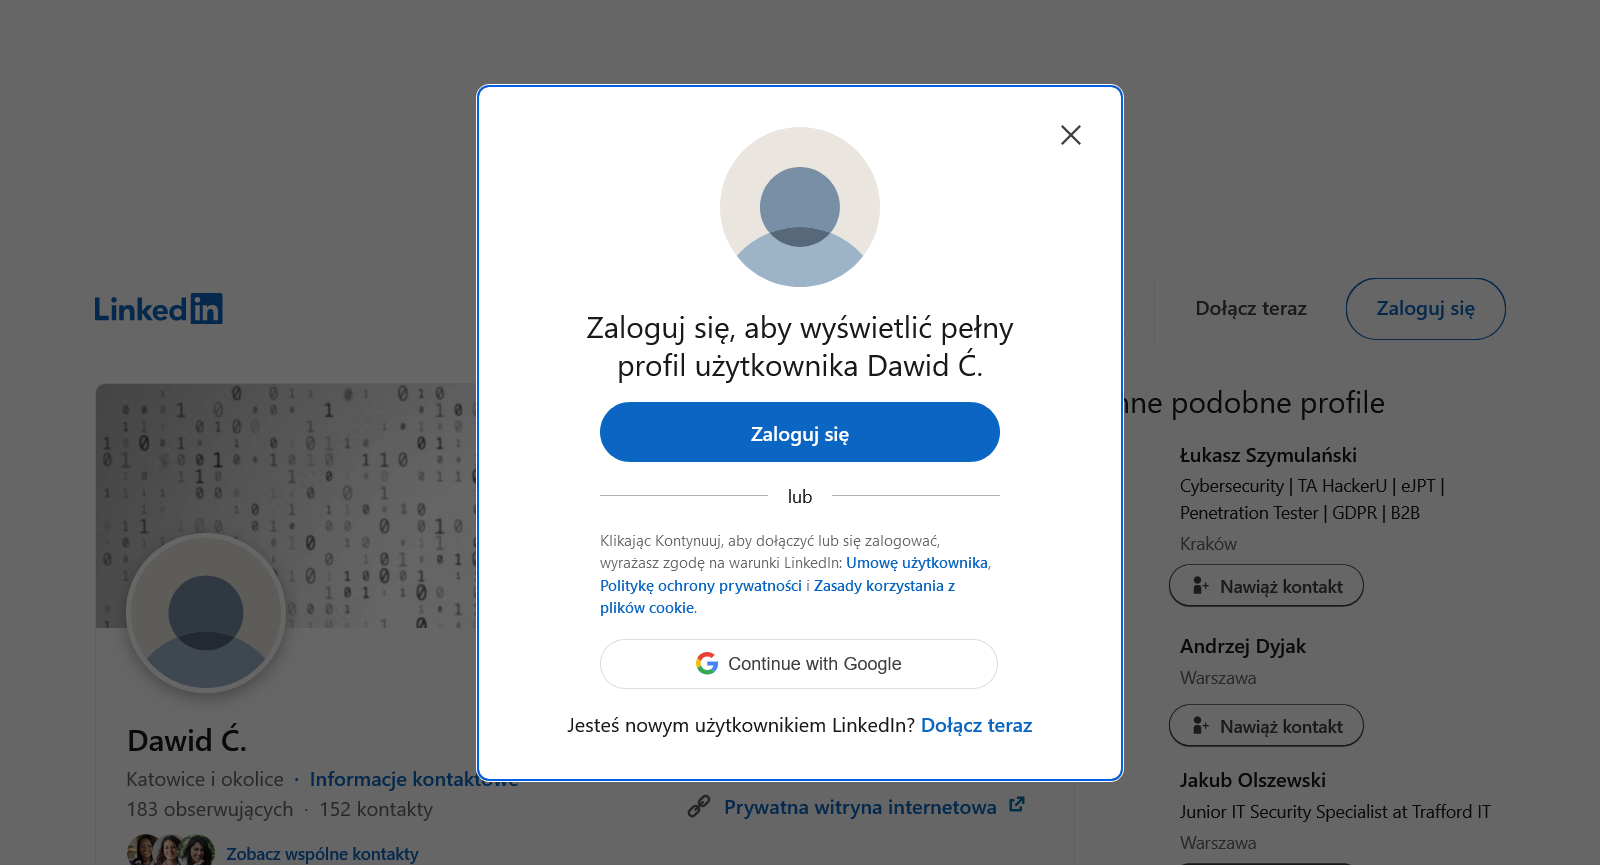 Zaloguj się, aby wyświetlić pełny
profil użytkownika Dawid Ć.
Zaloguj się
lub
Klikając Kontynuuj, aby dołączyć lub się zalogować,
wyrażasz zgodę na warunki LinkedIn: Umowę użytkownika,
Politykę ochrony prywatności i Zasady korzystania z
plików cookie.
Continue with Google
Jesteś nowym użytkownikiem LinkedIn? Dołącz teraz
Linkedin
Dołącz teraz
Zaloguj się
Dawid Ć.
Katowice i okolice · Informacje kontaktowe
183 obserwujących · 152 kontakty
Zobacz wspólne kontakty
Prywatna witryna internetowa
nne podobne profile
Łukasz Szymulański
Cybersecurity | TA HackerU | eJPT |
Penetration Tester | GDPR | B2B
Kraków
Nawiąż kontakt
Andrzej Dyjak
Warszawa
Nawiąż kontakt
Jakub Olszewski
Junior IT Security Specialist at Trafford IT
Warszawa